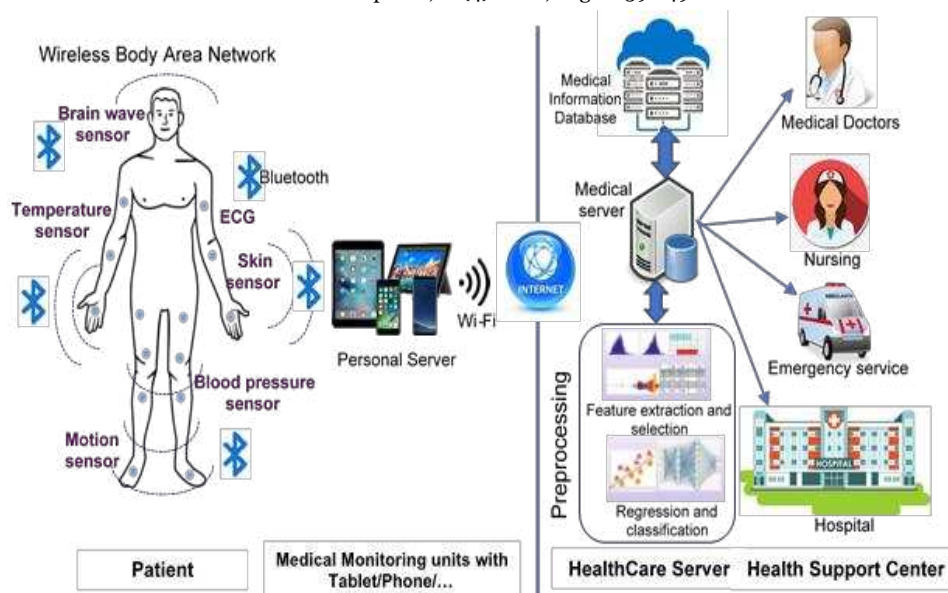 Wireless Body Area Network
Brain wave
sensor
Bluetooth
Temperature
sensor
ECG
Skin
sensor
Blood pressure
sensor
Motion
sensor
Personal Server
Wi-Fi
INTERNET
Medical
Information
Database
Medical
server
Preprocessing
Feature extraction and
selection
Regression and
classification
Medical Doctors
Nursing
Emergency service
HOSPITAL
Hospital
Patient
Medical Monitoring units with
Tablet/Phone/…
HealthCare Server
Health Support Center